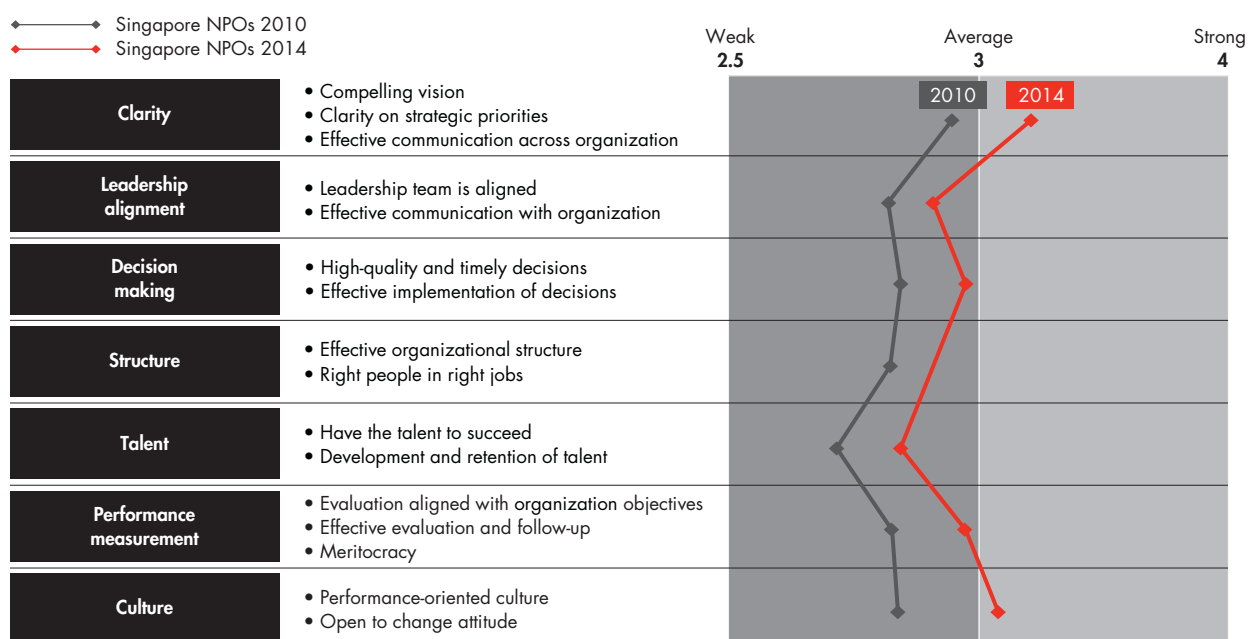 Singapore NPOs 2010
Singapore NPOs 2014
Weak
2.5
Average
3
Strong
4
2010
2014
Clarity
• Compelling vision
• Clarity on strategic priorities
• Effective communication across organization
Leadership
alignment
• Leadership team is aligned
• Effective communication with organization
Decision
making
• High-quality and timely decisions
• Effective implementation of decisions
Structure
• Effective organizational structure
• Right people in right jobs
Talent
• Have the talent to succeed
• Development and retention of talent
Performance
measurement
• Evaluation aligned with organization objectives
• Effective evaluation and follow-up
• Meritocracy
Culture
• Performance-oriented culture
• Open to change attitude